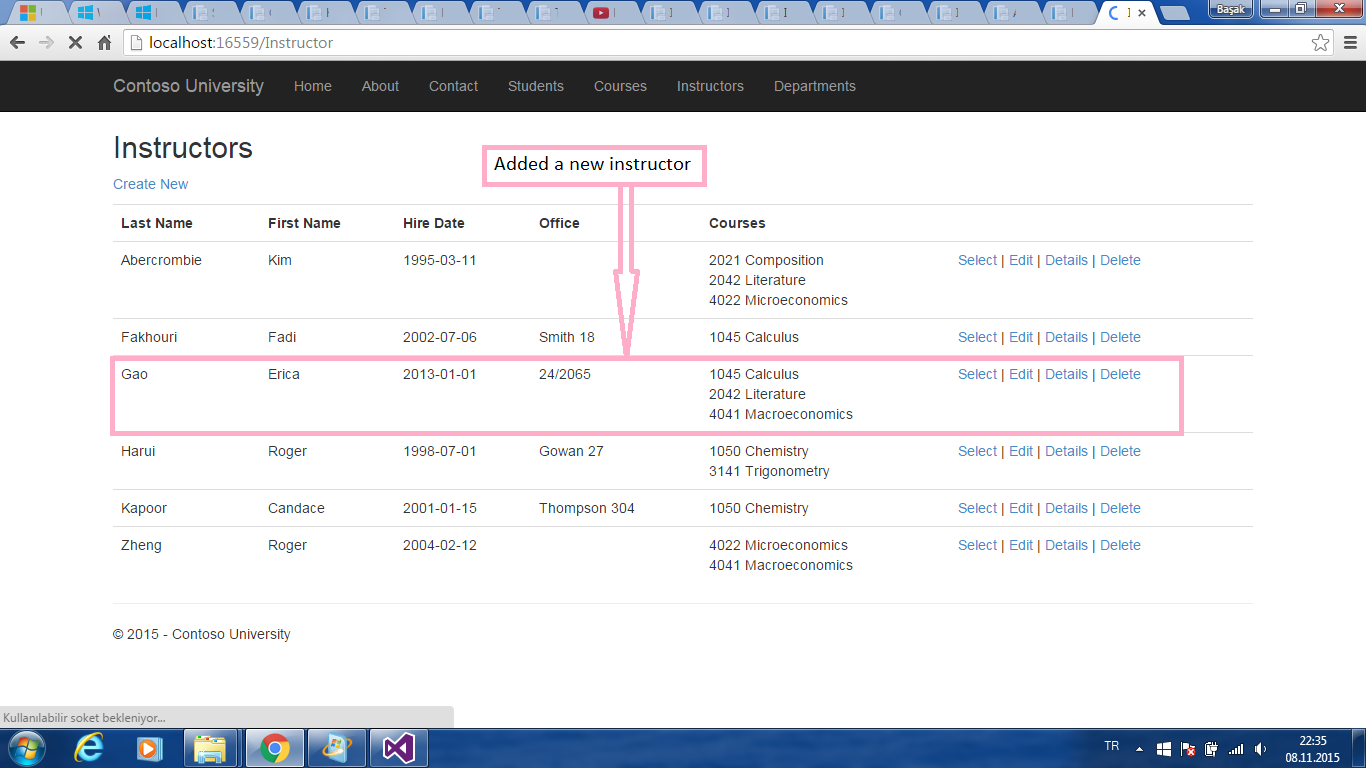 Başak
localhost:16559/Instructor
Contoso University Home About Contact Students Courses Instructors Departments
Instructors
Added a new instructor
Create New
Last Name First Name Hire Date Office Courses
Abercrombie Kim 1995-03-11 2021 Composition Select | Edit | Details | Delete
2042 Literature
4022 Microeconomics
Fakhouri Fadi 2002-07-06 Smith 18 1045 Calculus Select | Edit | Details | Delete
Gao Erica 2013-01-01 24/2065 1045 Calculus Select | Edit | Details | Delete
2042 Literature
4041 Macroeconomics
Harui Roger 1998-07-01 Gowan 27 1050 Chemistry Select | Edit | Details | Delete
3141 Trigonometry
Kapoor Candace 2001-01-15 Thompson 304 1050 Chemistry Select | Edit | Details | Delete
Zheng Roger 2004-02-12 4022 Microeconomics Select | Edit | Details | Delete
4041 Macroeconomics
© 2015 - Contoso University
Kullanılabilir soket bekleniyor...
TR 22:35
08.11.2015